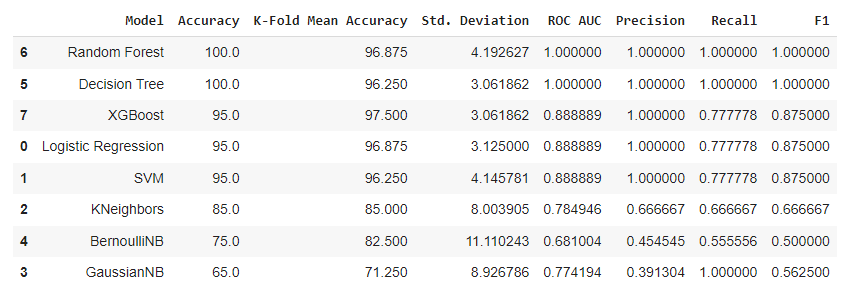 Model Accuracy K-Fold Mean Accuracy Std. Deviation ROC AUC Precision Recall F1
6 Random Forest 100.0 96.875 4.192627 1.000000 1.000000 1.000000 1.000000
5 Decision Tree 100.0 96.250 3.061862 1.000000 1.000000 1.000000 1.000000
7 XGBoost 95.0 97.500 3.061862 0.888889 1.000000 0.777778 0.875000
0 Logistic Regression 95.0 96.875 3.125000 0.888889 1.000000 0.777778 0.875000
1 SVM 95.0 96.250 4.145781 0.888889 1.000000 0.777778 0.875000
2 KNeighbors 85.0 85.000 8.003905 0.784946 0.666667 0.666667 0.666667
4 BernoulliNB 75.0 82.500 11.110243 0.681004 0.454545 0.555556 0.500000
3 GaussianNB 65.0 71.250 8.926786 0.774194 0.391304 1.000000 0.562500